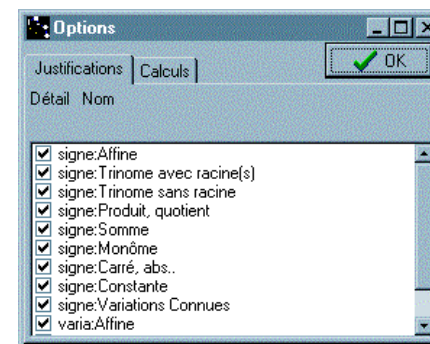 Options
OK
Justifications Calculs
Détail Nom
signe:Affine
signe:Trinome avec racine(s)
signe:Trinome sans racine
signe:Produit, quotient
signe:Somme
signe:Monôme
signe:Carré, abs..
signe:Constante
signe:Variations Connues
varia:Affine